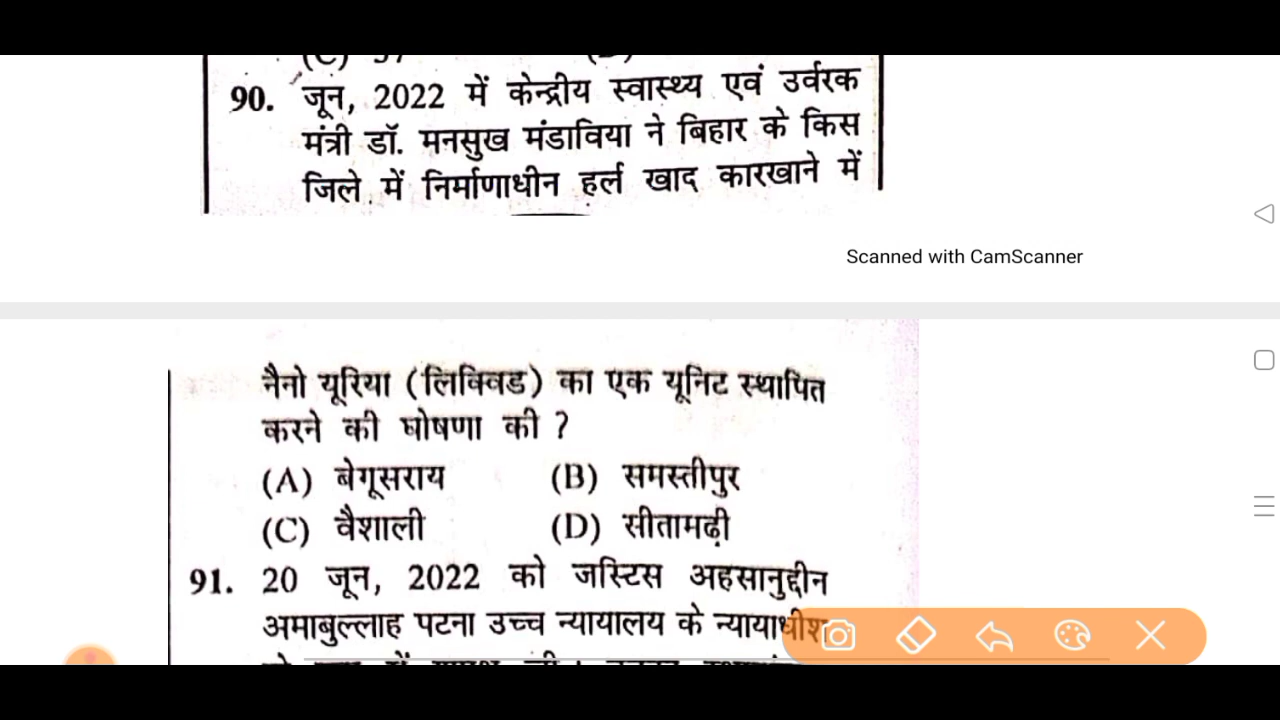 90. जून, 2022 में केन्द्रीय स्वास्थ्य एवं उर्वरक
मंत्री डॉ. मनसुख मंडाविया ने बिहार के किस
जिले में निर्माणाधीन हर्ल खाद कारखाने में
Scanned with CamScanner
नैनो यूरिया (लिक्विड) का एक यूनिट स्थापित
करने की घोषणा की ?
(A) बेगूसराय (B) समस्तीपुर
(C) वैशाली (D) सीतामढ़ी
91. 20 जून, 2022 को जस्टिस अहसानुद्दीन
अमाबुल्लाह पटना उच्च न्यायालय के न्यायाधीश